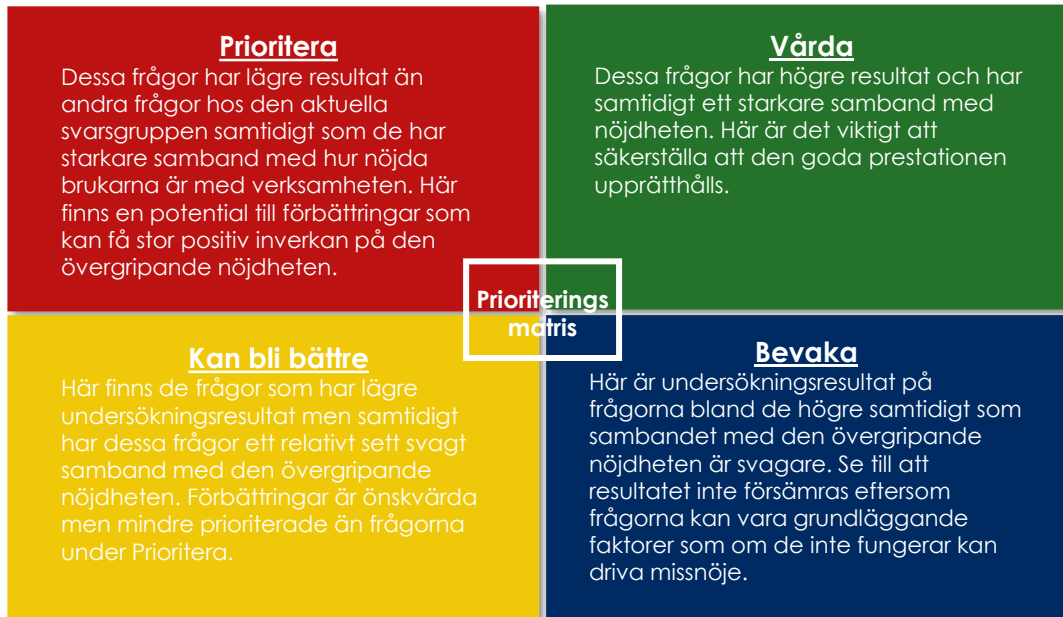 Prioritera
Dessa frågor har lägre resultat än
andra frågor hos den aktuella
svarsgruppen samtidigt som de har
starkare samband med hur nöjda
brukarna är med verksamheten. Här
finns en potential till förbättringar som
kan få stor positiv inverkan på den
övergripande nöjdheten.
Vårda
Dessa frågor har högre resultat och har
samtidigt ett starkare samband med
nöjdheten. Här är det viktigt att
säkerställa att den goda prestationen
upprätthålls.
Prioriterings
matris
Kan bli bättre
Här finns de frågor som har lägre
undersökningsresultat men samtidigt
har dessa frågor ett relativt sett svagt
samband med den övergripande
nöjdheten. Förbättringar är önskvärda
men mindre prioriterade än frågorna
under Prioritera.
Bevaka
Här är undersökningsresultat på
frågorna bland de högre samtidigt som
sambandet med den övergripande
nöjdheten är svagare. Se till att
resultatet inte försämras eftersom
frågorna kan vara grundläggande
faktorer som om de inte fungerar kan
driva missnöje.